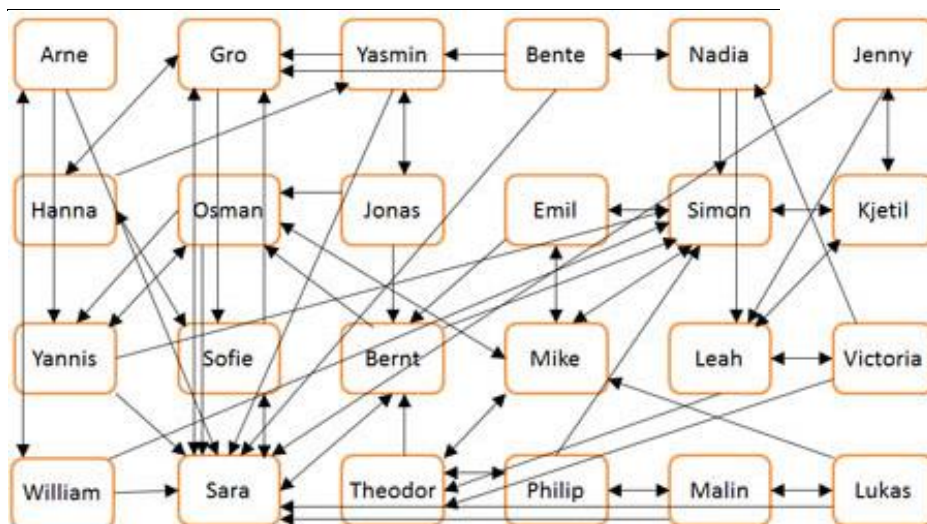 Arne Gro Yasmin Bente Nadia Jenny
Hanna Osman Jonas Emil Simon Kjetil
Yannis Sofie Bernt Mike Leah Victoria
William Sara Theodor Philip Malin Lukas